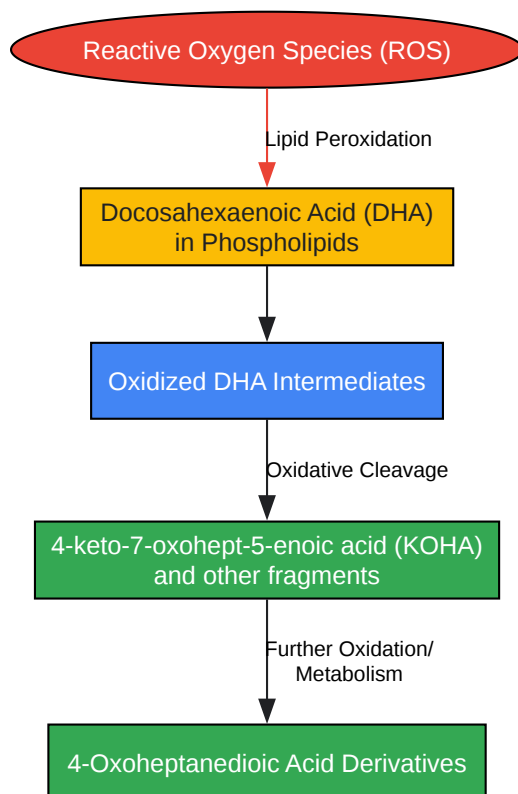 Reactive Oxygen Species (ROS)
Lipid Peroxidation
Docosahexaenoic Acid (DHA)
in Phospholipids
Oxidized DHA Intermediates
Oxidative Cleavage
4-keto-7-oxohept-5-enoic acid (KOHA)
and other fragments
Further Oxidation/
Metabolism
4-Oxoheptanedioic Acid Derivatives